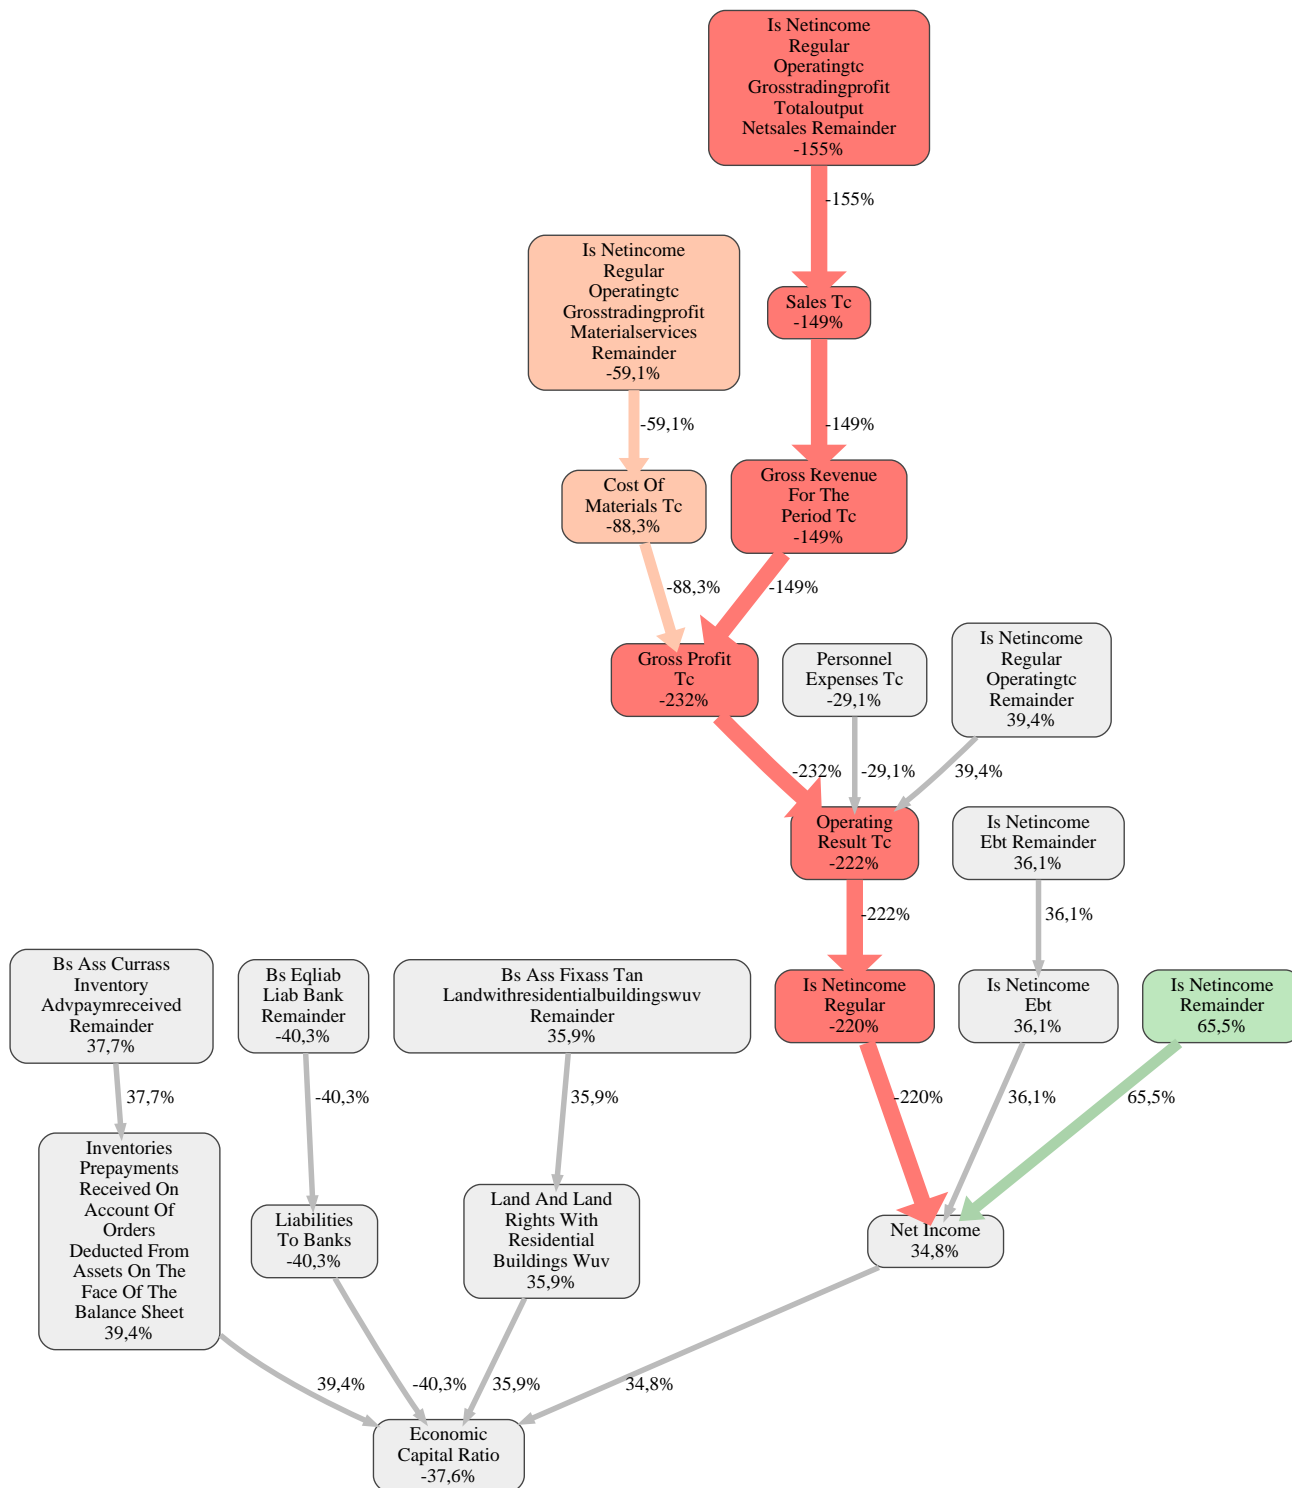 Is Netincome
Regular
Operatingtc
Grosstradingprofit
Totaloutput
Netsales Remainder
-155%
-155%
Is Netincome
Regular
Operatingtc
Grosstradingprofit
Materialservices
Remainder
-59,1%
Sales Tc
-149%
-59,1%
-149%
Cost Of
Materials Tc
-88,3%
Gross Revenue
For The
Period Tc
-149%
-88,3%
-149%
Gross Profit
Tc
-232%
Personnel
Expenses Tc
-29,1%
Is Netincome
Regular
Operatingtc
Remainder
39,4%
-232%
-29,1%
39,4%
Operating
Result Tc
-222%
Is Netincome
Ebt Remainder
36,1%
-222%
36,1%
Bs Ass Currass
Inventory
Advpaymreceived
Remainder
37,7%
Bs Eqliab
Liab Bank
Remainder
-40,3%
Bs Ass Fixass Tan
Landwithresidentialbuildingswuv
Remainder
35,9%
Is Netincome
Regular
-220%
Is Netincome
Ebt
36,1%
Is Netincome
Remainder
65,5%
37,7%
-40,3%
35,9%
-220%
36,1%
65,5%
Inventories
Prepayments
Received On
Account Of
Orders
Deducted From
Assets On The
Face Of The
Balance Sheet
39,4%
Liabilities
To Banks
-40,3%
Land And Land
Rights With
Residential
Buildings Wuv
35,9%
Net Income
34,8%
39,4%
-40,3%
35,9%
34,8%
Economic
Capital Ratio
-37,6%